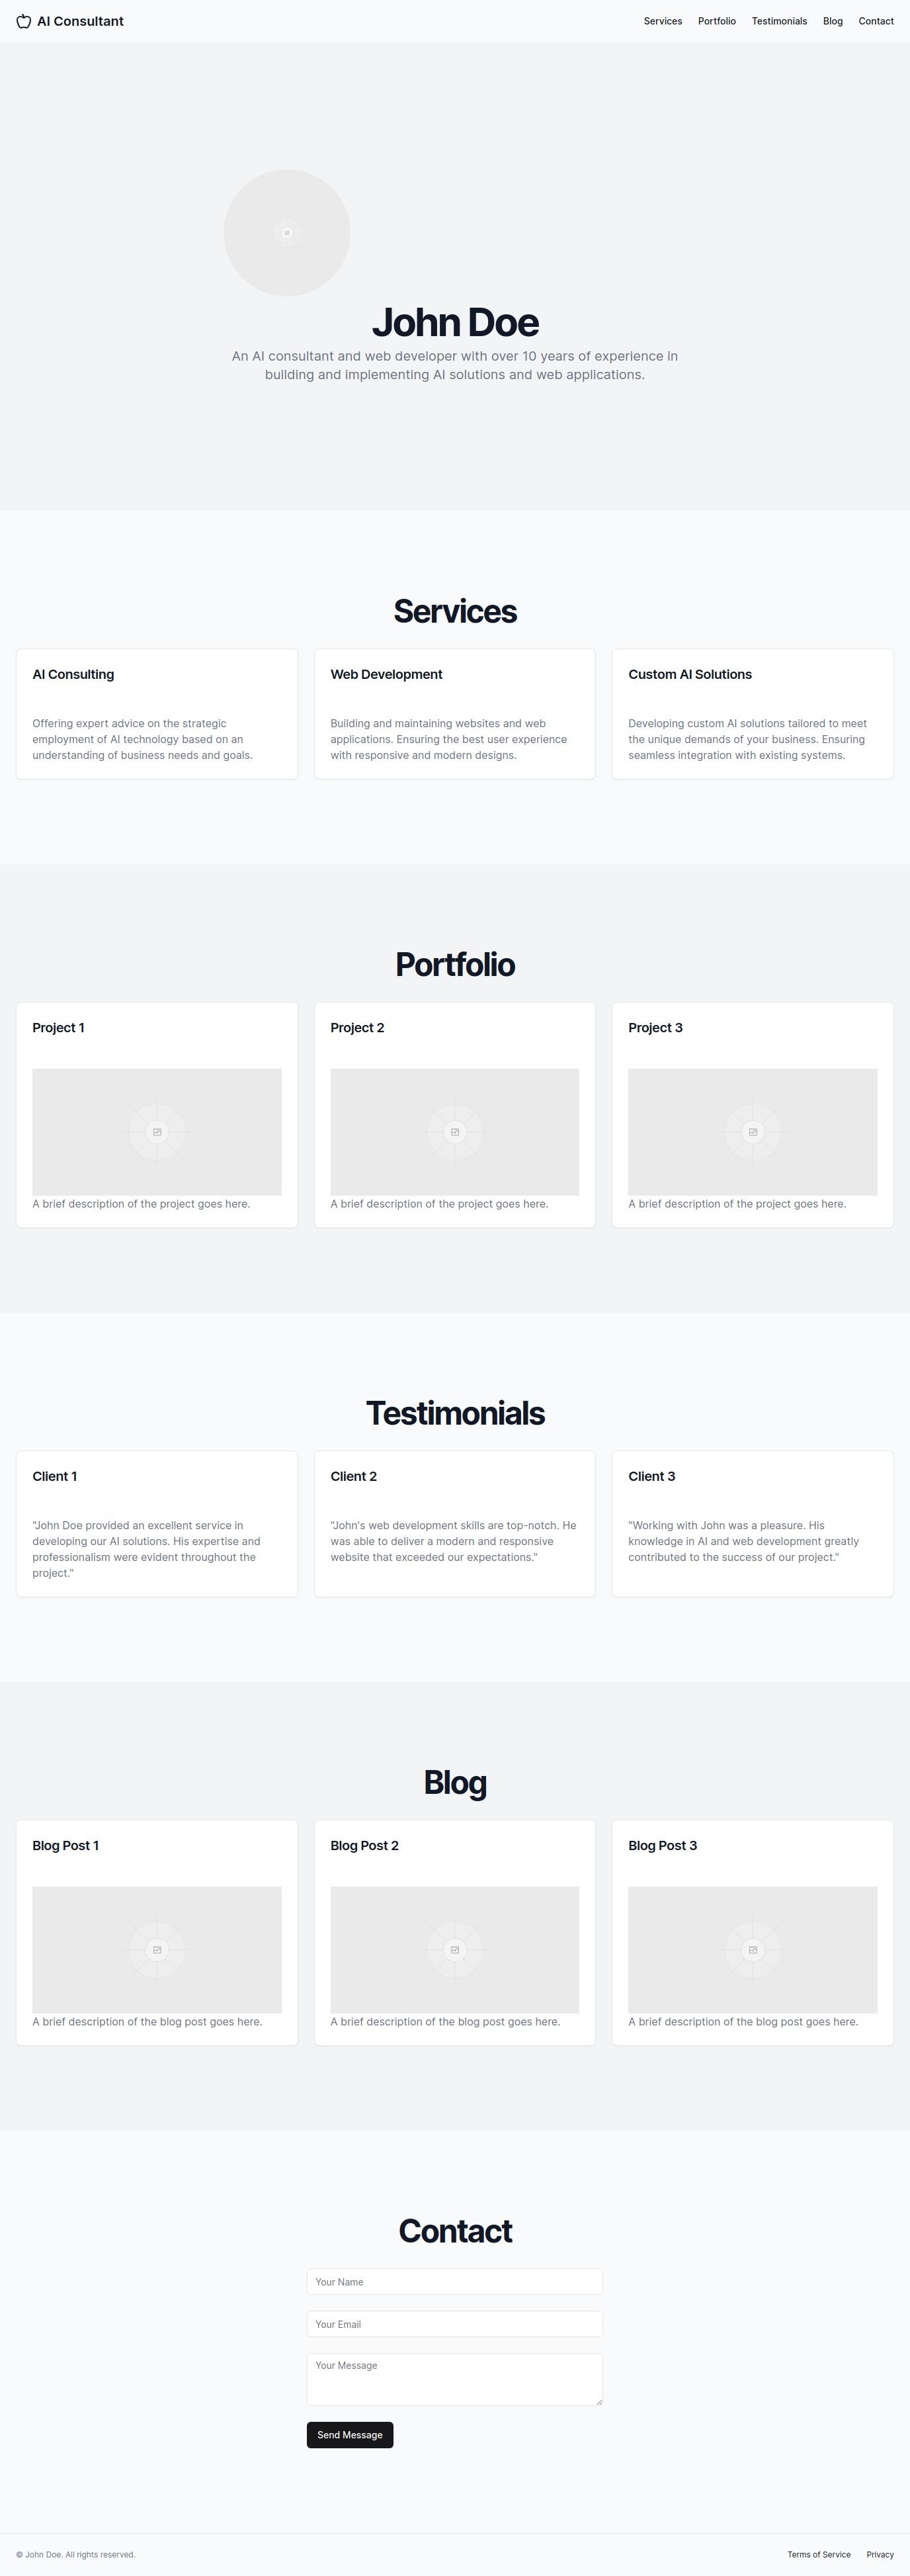 AI Consultant
Services Portfolio Testimonials Blog Contact
John Doe
An AI consultant and web developer with over 10 years of experience in
building and implementing AI solutions and web applications.
Services
AI Consulting
Offering expert advice on the strategic
employment of AI technology based on an
understanding of business needs and goals.
Web Development
Building and maintaining websites and web
applications. Ensuring the best user experience
with responsive and modern designs.
Custom AI Solutions
Developing custom AI solutions tailored to meet
the unique demands of your business. Ensuring
seamless integration with existing systems.
Portfolio
Project 1
A brief description of the project goes here.
Project 2
A brief description of the project goes here.
Project 3
A brief description of the project goes here.
Testimonials
Client 1
"John Doe provided an excellent service in
developing our AI solutions. His expertise and
professionalism were evident throughout the
project."
Client 2
"John's web development skills are top-notch. He
was able to deliver a modern and responsive
website that exceeded our expectations."
Client 3
"Working with John was a pleasure. His
knowledge in AI and web development greatly
contributed to the success of our project."
Blog
Blog Post 1
A brief description of the blog post goes here.
Blog Post 2
A brief description of the blog post goes here.
Blog Post 3
A brief description of the blog post goes here.
Contact
Your Name
Your Email
Your Message
Send Message
© John Doe. All rights reserved.
Terms of Service Privacy